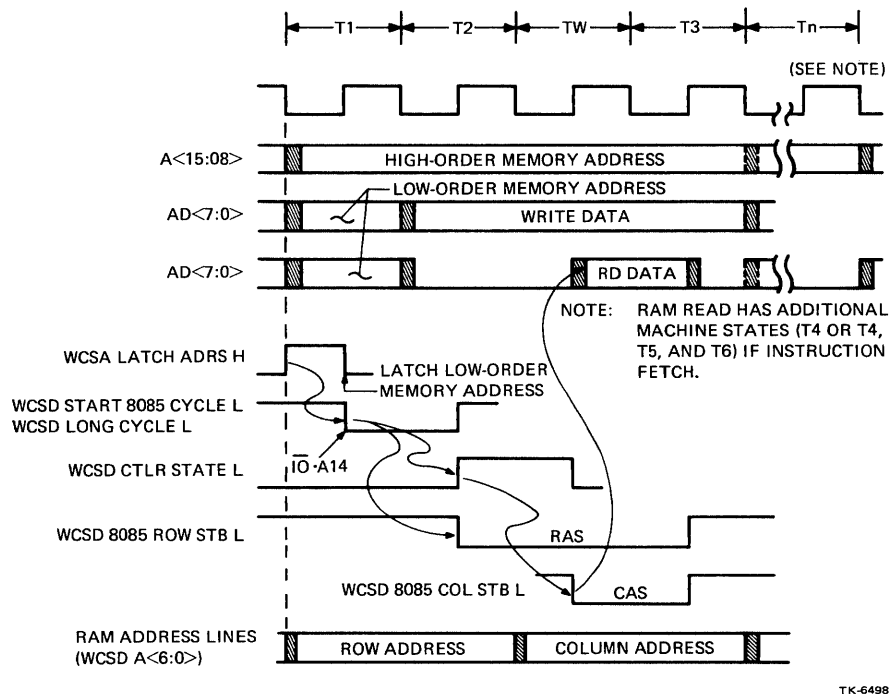 T1 T2 TW T3 Tn
(SEE NOTE)
A<15:08> HIGH-ORDER MEMORY ADDRESS
LOW-ORDER MEMORY ADDRESS
AD<7:0> WRITE DATA
AD<7:0> RD DATA
NOTE: RAM READ HAS ADDITIONAL
MACHINE STATES (T4 OR T4,
T5, AND T6) IF INSTRUCTION
FETCH.
WCSA LATCH ADRS H
LATCH LOW-ORDER
MEMORY ADDRESS
WCSD START 8085 CYCLE L
WCSD LONG CYCLE L
I̅O̅·A14
WCSD CTLR STATE L
WCSD 8085 ROW STB L RAS
WCSD 8085 COL STB L CAS
RAM ADDRESS LINES
(WCSD A<6:0>) ROW ADDRESS COLUMN ADDRESS
TK-6498